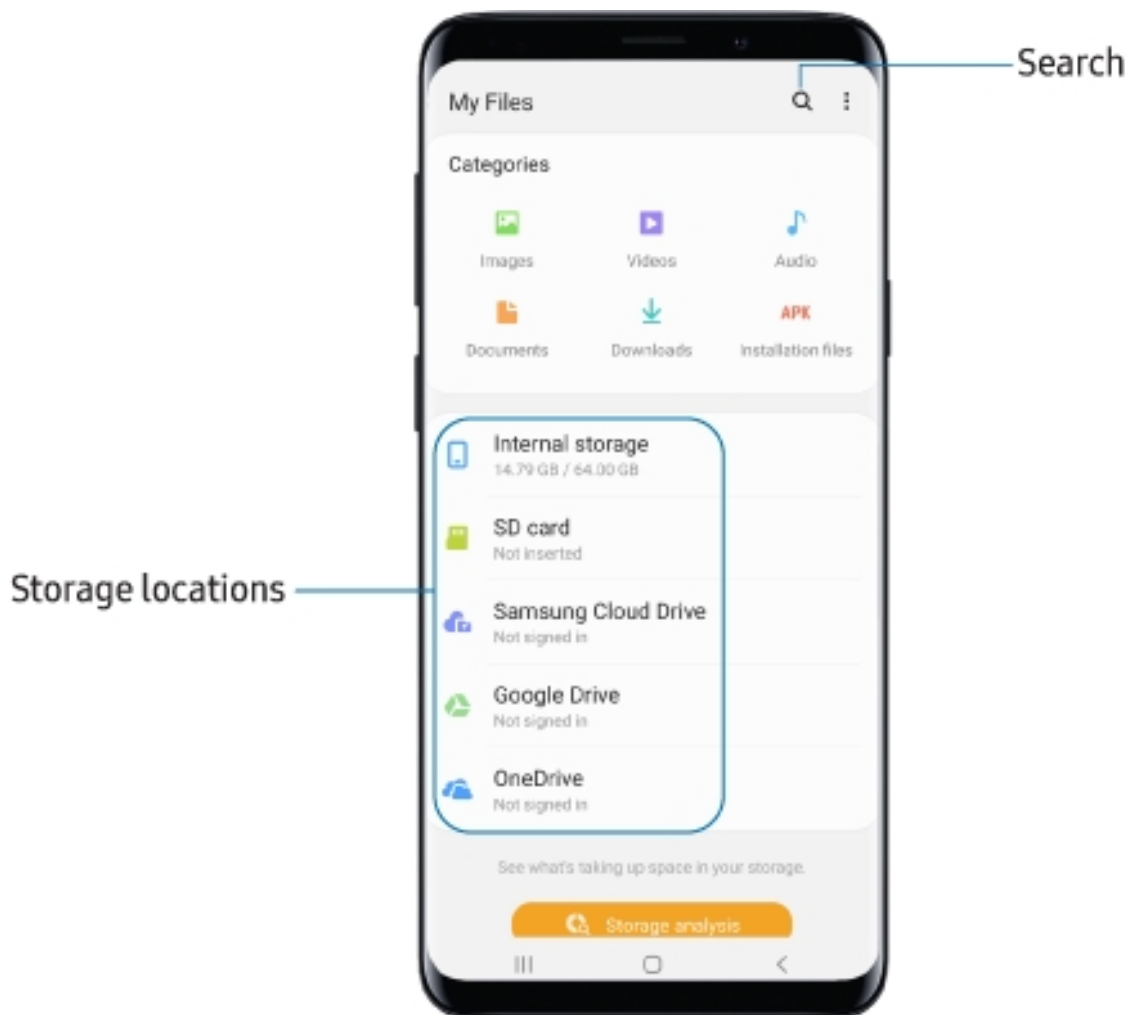 Search
My Files
Categories
Images Videos Audio
APK
Documents Downloads Installation files
Internal storage
14.79 GB / 64.00 GB
SD card
Not inserted
Storage locations
Samsung Cloud Drive
Not signed in
Google Drive
Not signed in
OneDrive
Not signed in
See what's taking up space in your storage.
Storage analysis